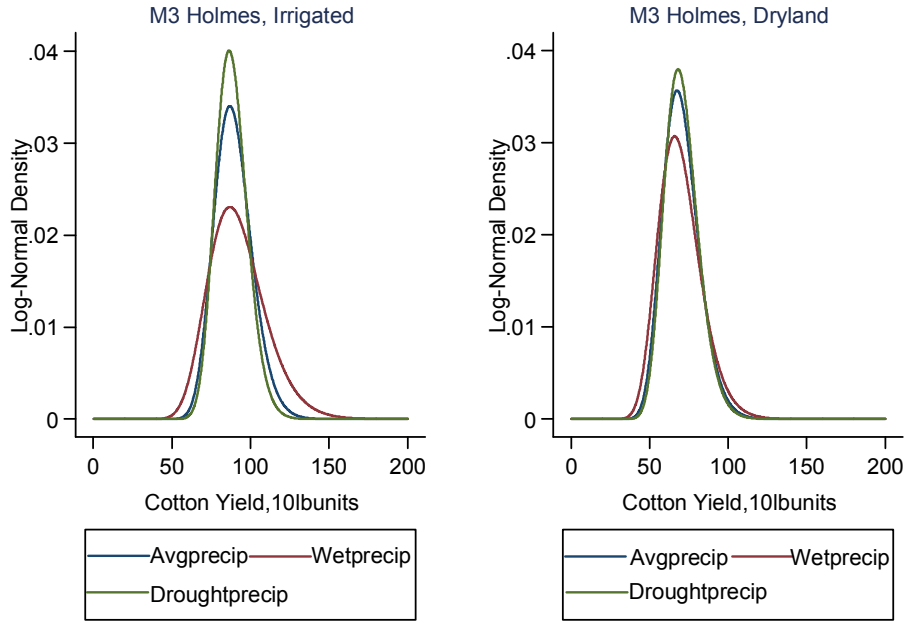 M3 Holmes, Irrigated
.04
.03
.02
.01
0
Log-Normal Density
0 50 100 150 200
Cotton Yield,10lbunits
Avgprecip Wetprecip
Droughtprecip
M3 Holmes, Dryland
.04
.03
.02
.01
0
Log-Normal Density
0 50 100 150 200
Cotton Yield,10lbunits
Avgprecip Wetprecip
Droughtprecip